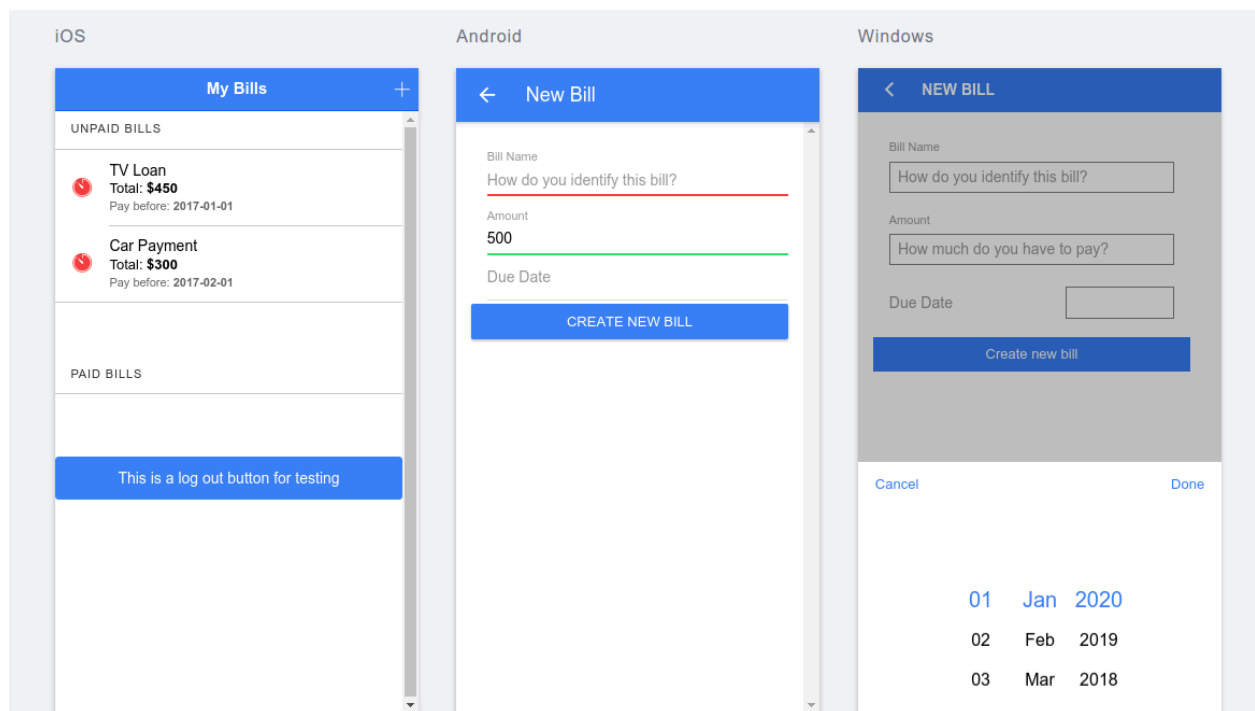 iOS
My Bills
UNPAID BILLS
TV Loan
Total: $450
Pay before: 2017-01-01
Car Payment
Total: $300
Pay before: 2017-02-01
PAID BILLS
This is a log out button for testing
Android
New Bill
Bill Name
How do you identify this bill?
Amount
500
Due Date
CREATE NEW BILL
Windows
NEW BILL
Bill Name
How do you identify this bill?
Amount
How much do you have to pay?
Due Date
Create new bill
Cancel Done
01 Jan 2020
02 Feb 2019
03 Mar 2018